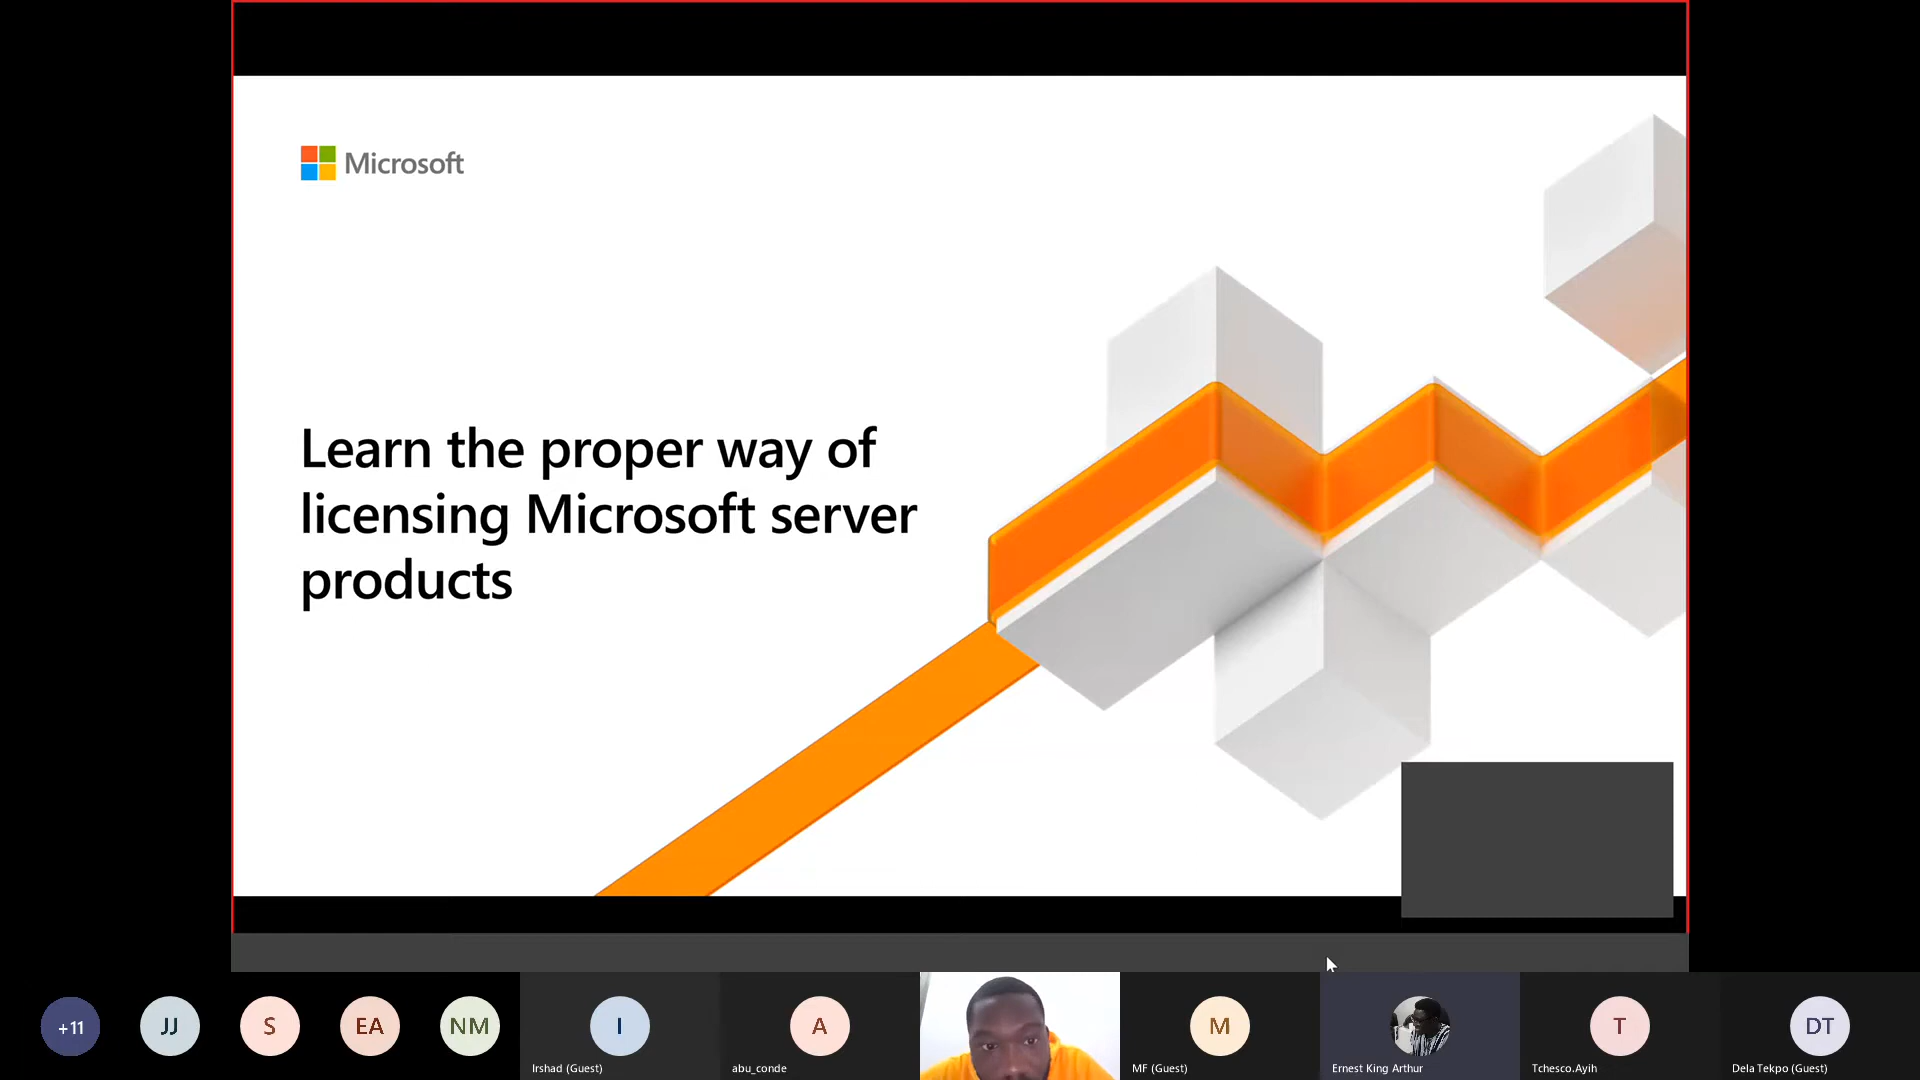 Microsoft
Learn the proper way of
licensing Microsoft server
products
+11
JJ
S
EA
NM
I
Irshad (Guest)
A
abu_conde
M
MF (Guest)
Ernest King Arthur
T
Tchesco.Ayih
DT
Dela Tekpo (Guest)